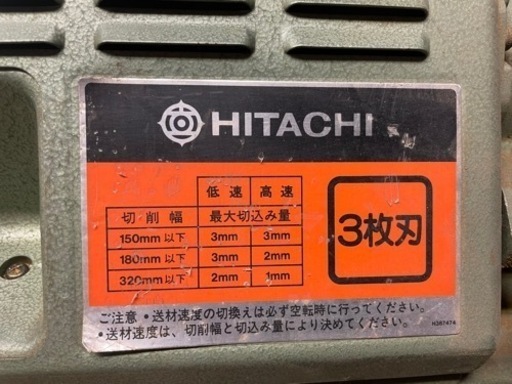 HITACHI
低速 高速
切削幅 最大切込み量
150mm以下 3mm 3mm
180mm以下 3mm 2mm
320mm以下 2mm 1mm
3枚刃
ご注意・送材速度の切換えは必ず空転時に行ってください。
・送材速度は、切削幅と切込み量により決めてください。